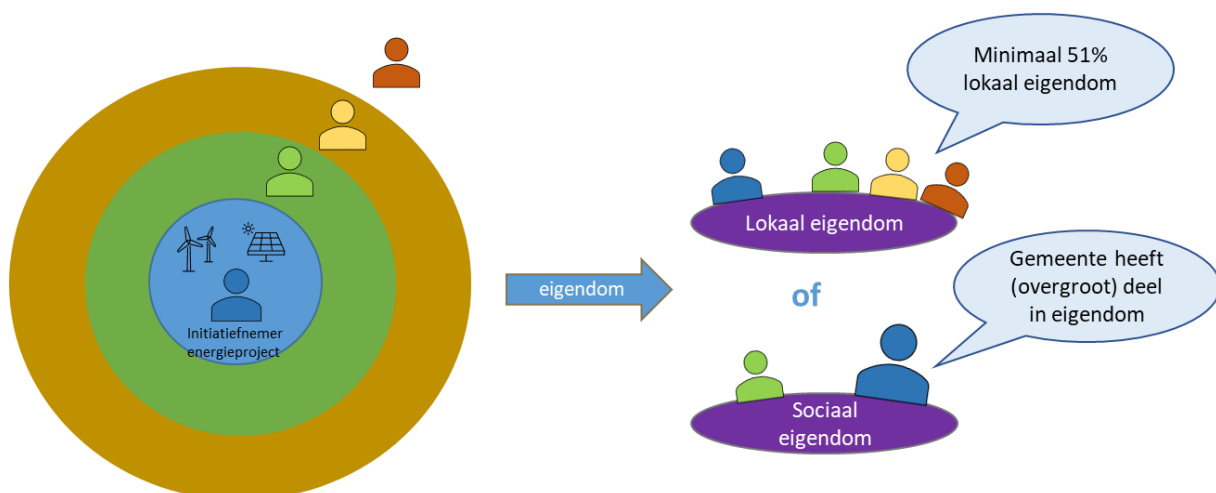 Initiatiefnemer
energieproject
eigendom
Minimaal 51%
lokaal eigendom
Lokaal eigendom
of
Gemeente heeft
(overgroot) deel
in eigendom
Sociaal
eigendom